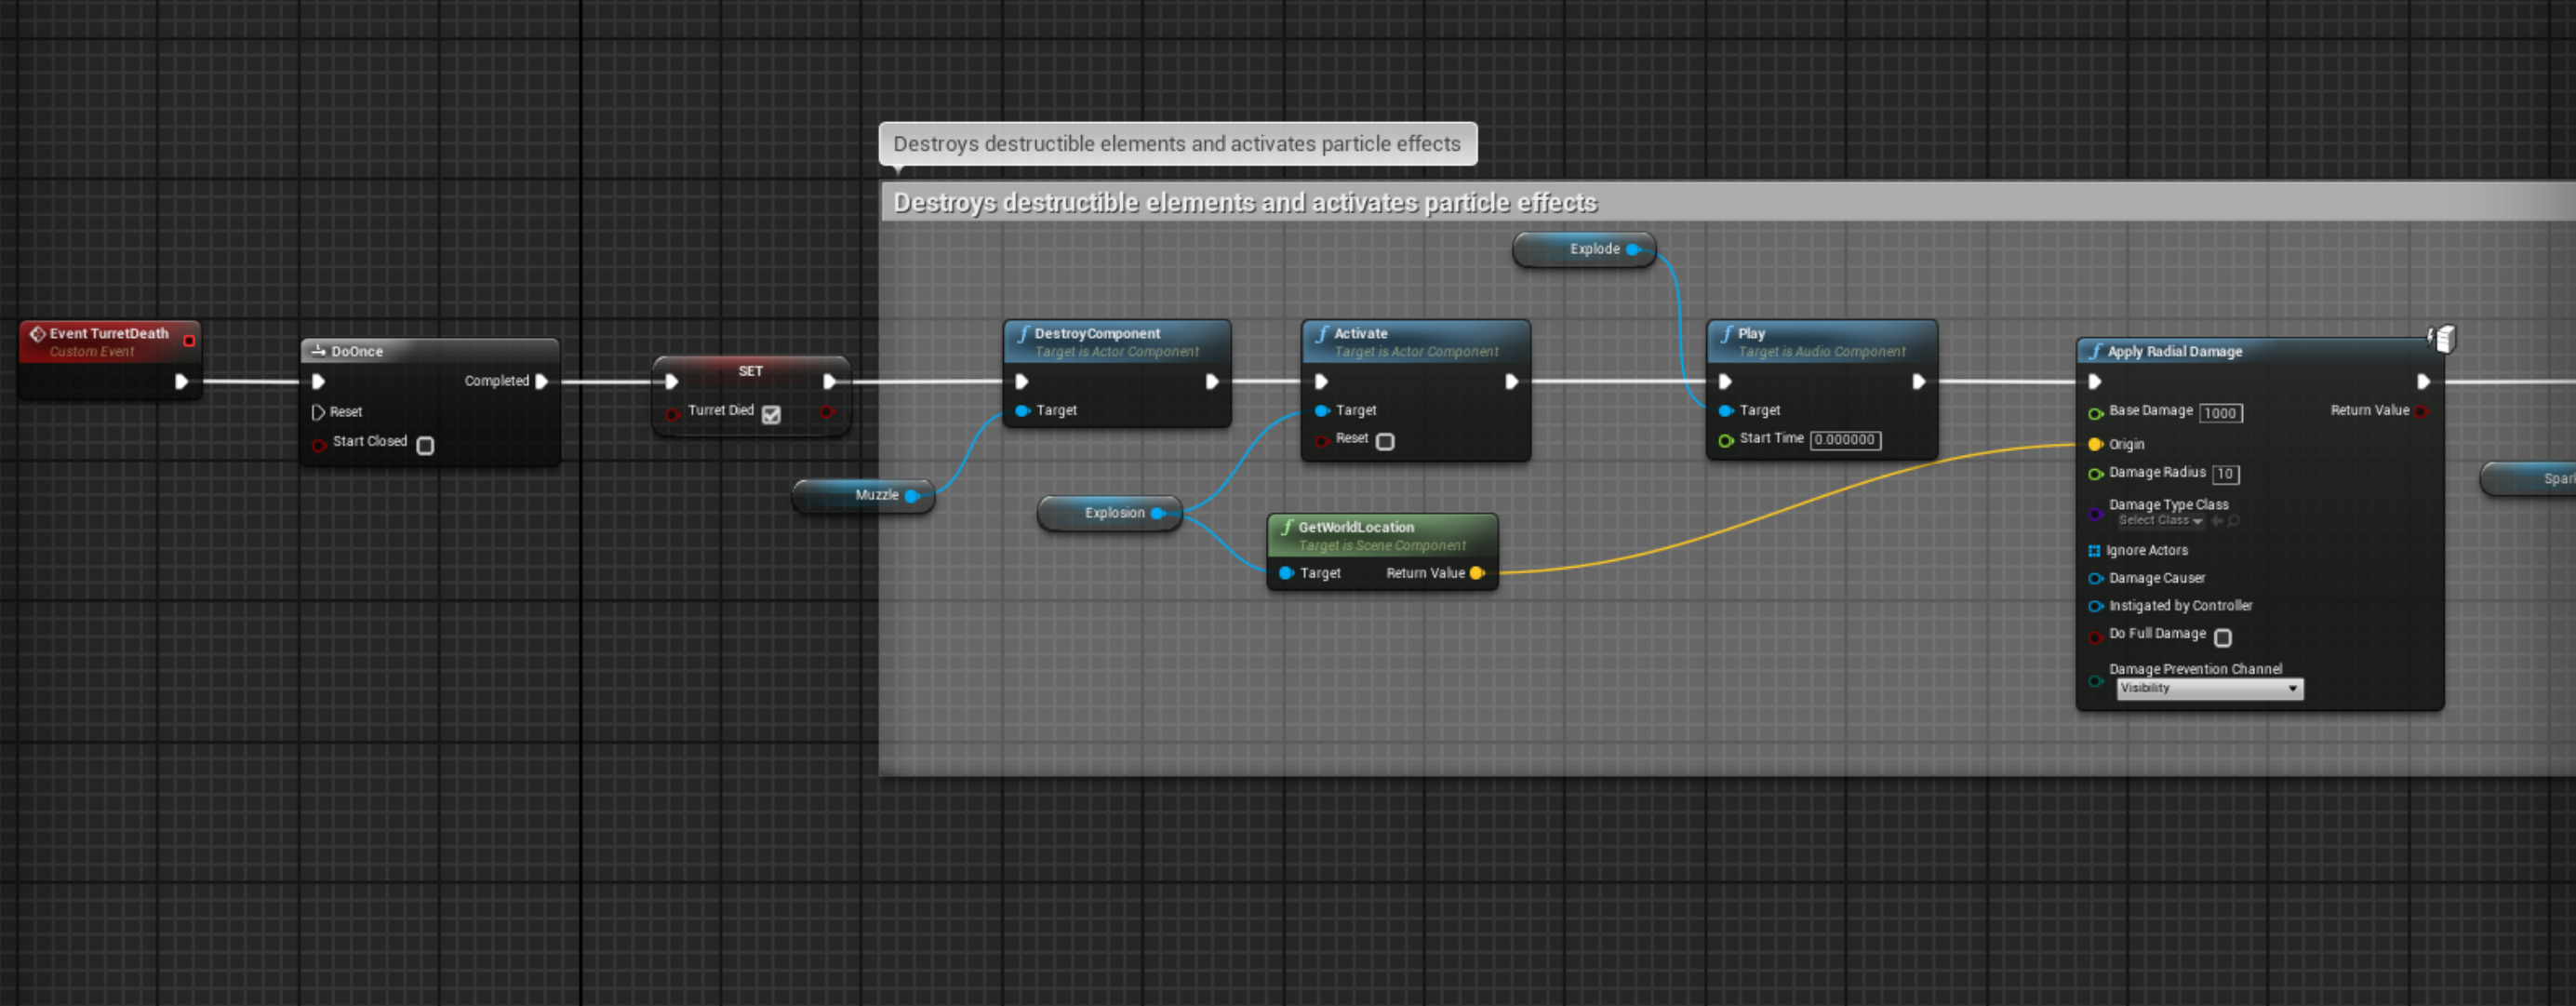 Destroys destructible elements and activates particle effects
Destroys destructible elements and activates particle effects
Explode
Event TurretDeath
Custom Event
DoOnce
Completed
Reset
Start Closed
SET
Turret Died
DestroyComponent
Target is Actor Component
Target
Muzzle
Activate
Target is Actor Component
Target
Reset
Explosion
GetWorldLocation
Target is Scene Component
Target Return Value
Play
Target is Audio Component
Target
Start Time 0.000000
Apply Radial Damage
Base Damage 1000 Return Value
Origin
Damage Radius 10
Damage Type Class
Select Class
Ignore Actors
Damage Causer
Instigated by Controller
Do Full Damage
Damage Prevention Channel
Visibility